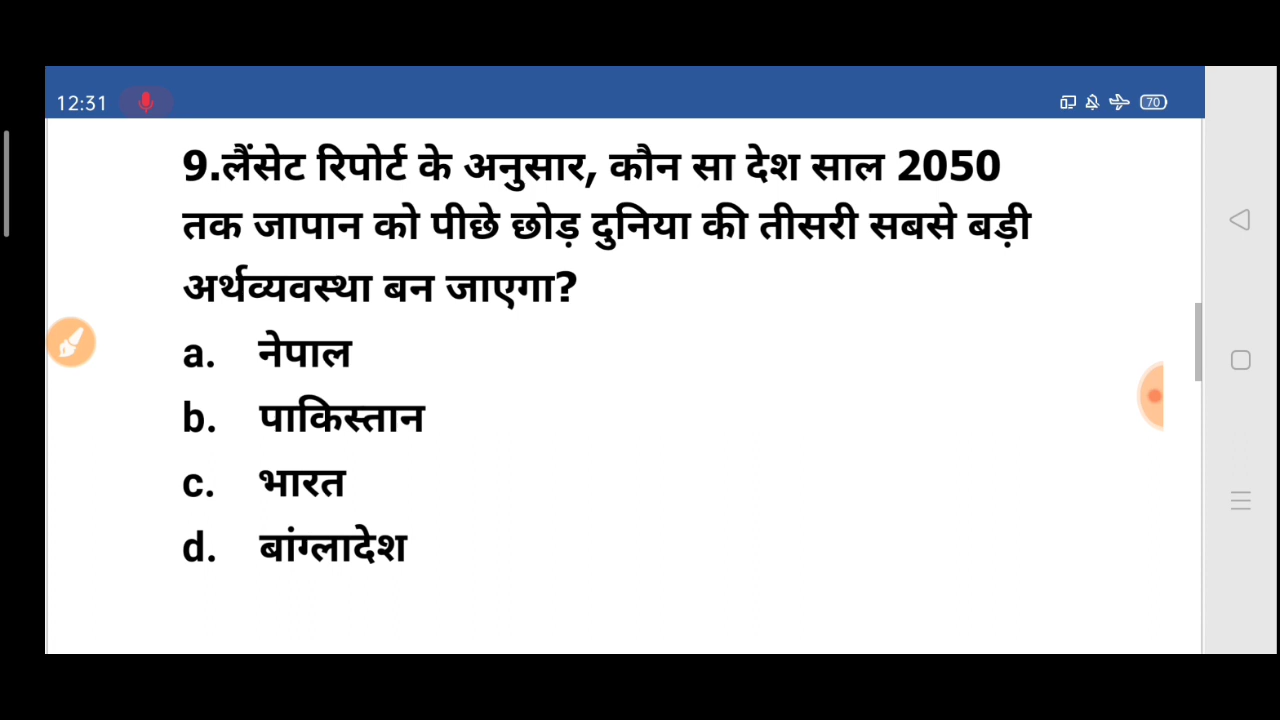 12:31
70
9.लैंसेट रिपोर्ट के अनुसार, कौन सा देश साल 2050
तक जापान को पीछे छोड़ दुनिया की तीसरी सबसे बड़ी
अर्थव्यवस्था बन जाएगा?
a. नेपाल
b. पाकिस्तान
c. भारत
d. बांग्लादेश